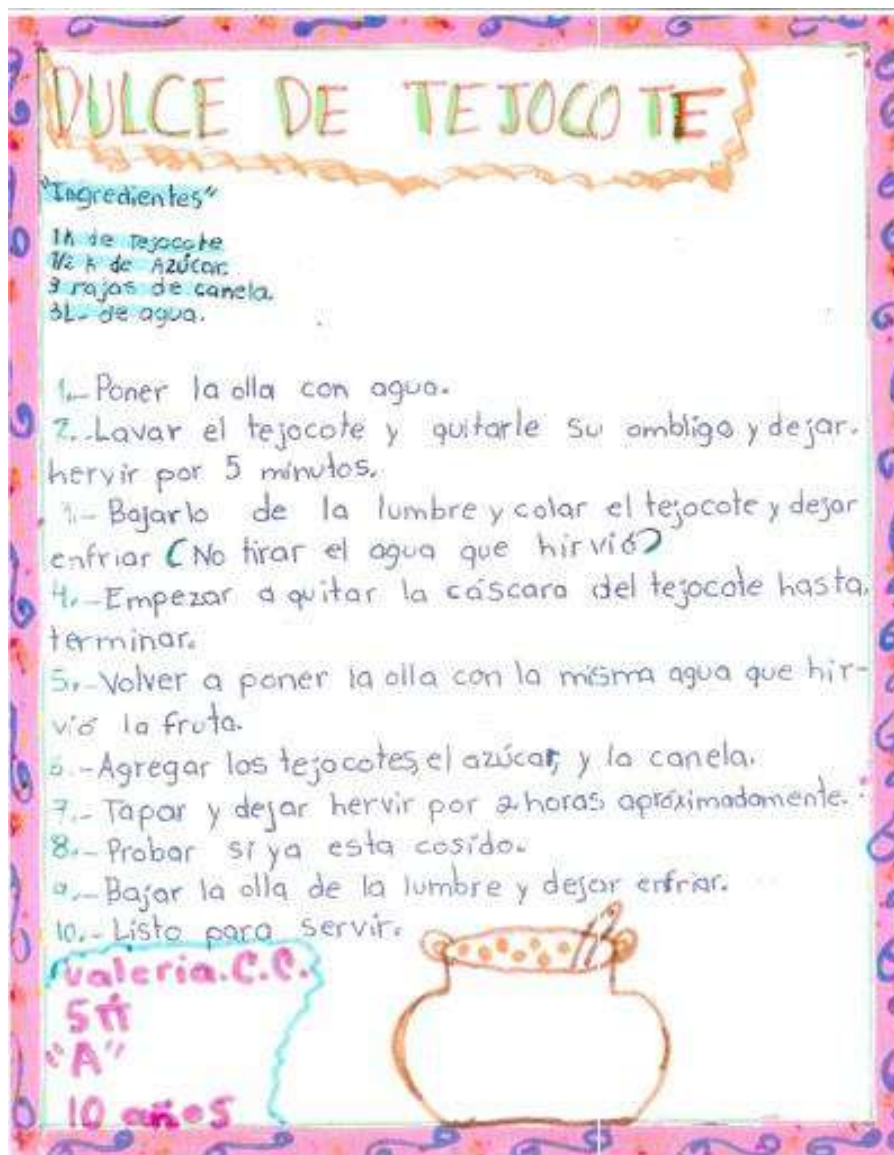 DULCE DE TEJOCOTE
"Ingredientes"
1k de Tejocote
1/2 k de AZÚCar.
3 rajas de canela.
3L. de agua.
1.- Poner la olla con agua.
2.- Lavar el tejocote y quitarle su ombligo y dejar.
hervir por 5 minutos.
- Bajarlo de la lumbre y colar el tejocote y dejar
enfriar (No tirar el agua que hirvió)
4.- Empezar a quitar la cáscara del tejocote hasta.
terminar.
5.- Volver a poner la olla con la misma agua que hir-
vió la fruta.
6.- Agregar los tejocotes, el azúcar, y la canela.
7.- Tapar y dejar hervir por 2 horas apróximadamente.
8.- Probar sí ya esta cosído.
9.- Bajar la olla de la lumbre y dejar enfriar.
10.- Listo para servir.
Valeria.C.C.
5
"A"
10 años